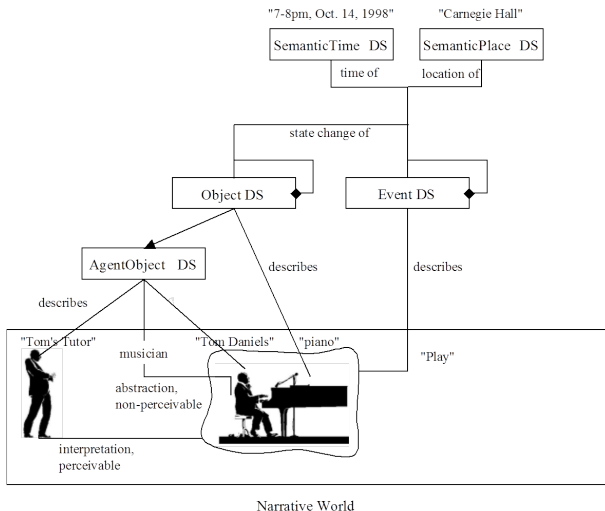 "7-8pm, Oct. 14, 1998"
"Carnegie Hall"
SemanticTime DS
SemanticPlace DS
time of
location of
state change of
Object DS
Event DS
AgentObject DS
describes
describes
describes
"Tom's Tutor"
"Tom Daniels"
"piano"
musician
"Play"
abstraction,
non-perceivable
interpretation,
perceivable
Narrative World